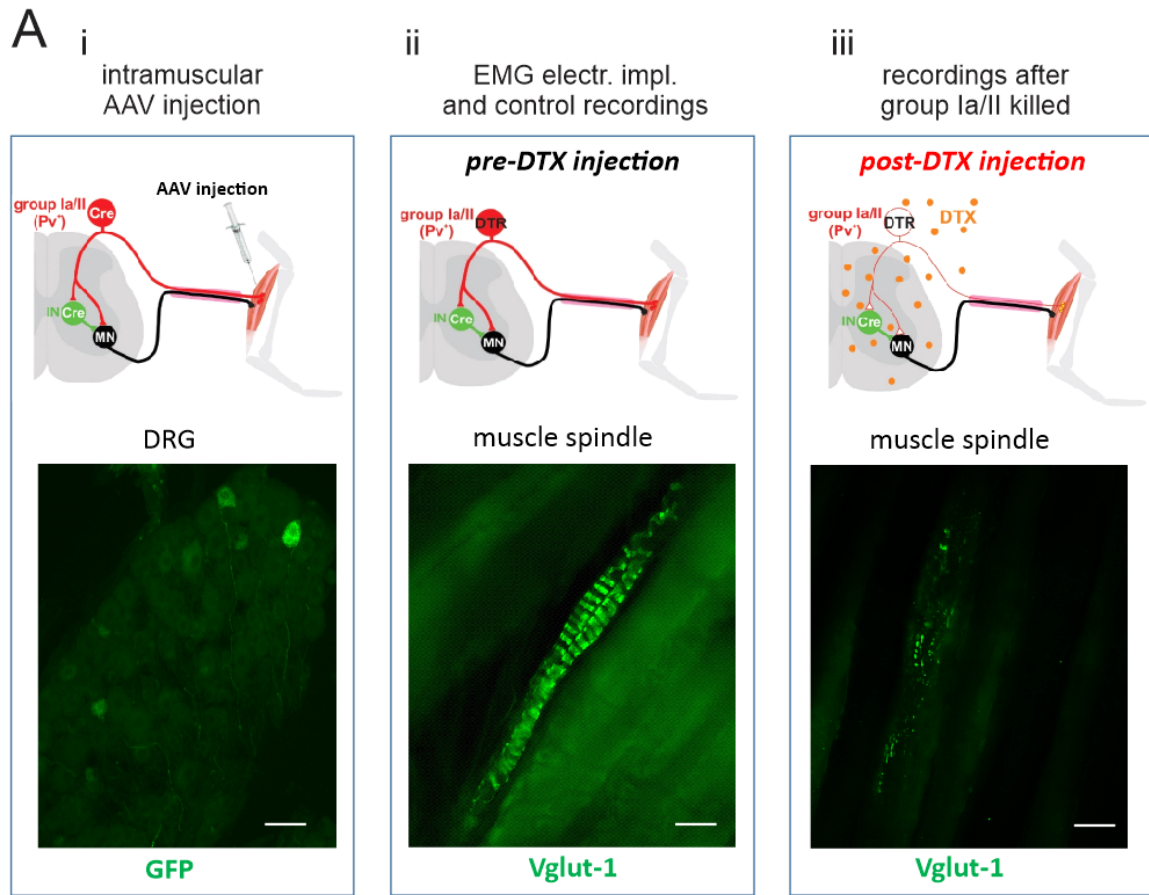 A
i
intramuscular
AAV injection
AAV injection
group Ia/II
(Pv⁺)
Cre
IN
Cre
MN
DRG
GFP
ii
EMG electr. impl.
and control recordings
pre-DTX injection
group Ia/II
(Pv⁺)
DTR
IN
Cre
MN
muscle spindle
Vglut-1
iii
recordings after
group Ia/II killed
post-DTX injection
group Ia/II
(Pv⁺)
DTR
DTX
IN
Cre
MN
muscle spindle
Vglut-1